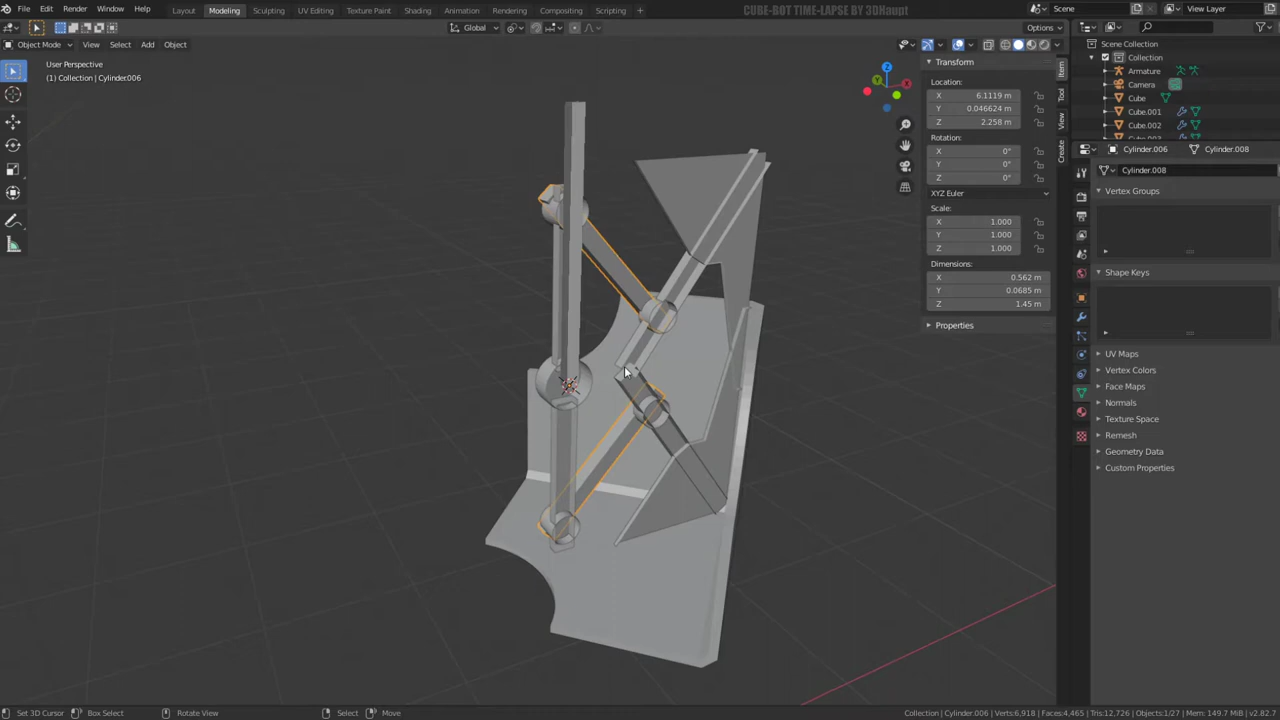 File Edit Render Window Help Layout Modeling Sculpting UV Editing Texture Paint Shading Animation Rendering Compositing Scripting CUBE-BOT TIME-LAPSE BY 3DHaupt Scene View Layer
Global Options
Object Mode View Select Add Object
User Perspective
(1) Collection | Cylinder.006
Z
Y
X
Transform
Location:
X 6.1119 m
Y 0.046624 m
Z 2.258 m
Rotation:
X 0°
Y 0°
Z 0°
XYZ Euler
Scale:
X 1.000
Y 1.000
Z 1.000
Dimensions:
X 0.562 m
Y 0.0685 m
Z 1.45 m
Properties
Item
Tool
View
Create
Scene Collection
Collection
Armature
Camera
Cube
Cube.001
Cube.002
Cylinder.006 Cylinder.008
Cylinder.008
Vertex Groups
Shape Keys
UV Maps
Vertex Colors
Face Maps
Normals
Texture Space
Remesh
Geometry Data
Custom Properties
Set 3D Cursor Box Select Rotate View Select Move Collection | Cylinder.006 | Verts:6,918 | Faces:4,465 | Tris:12,726 | Objects:1/27 | Mem: 149.7 MiB | v2.82.7